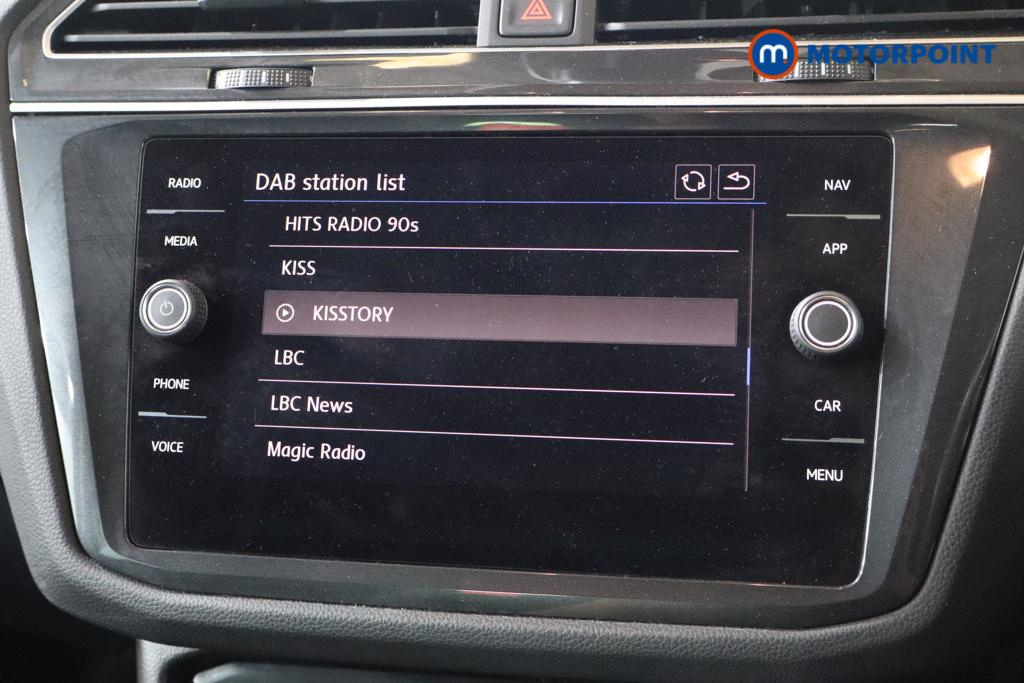 m MOTORPOINT
RADIO
MEDIA
PHONE
VOICE
DAB station list
HITS RADIO 90s
KISS
KISSTORY
LBC
LBC News
Magic Radio
NAV
APP
CAR
MENU